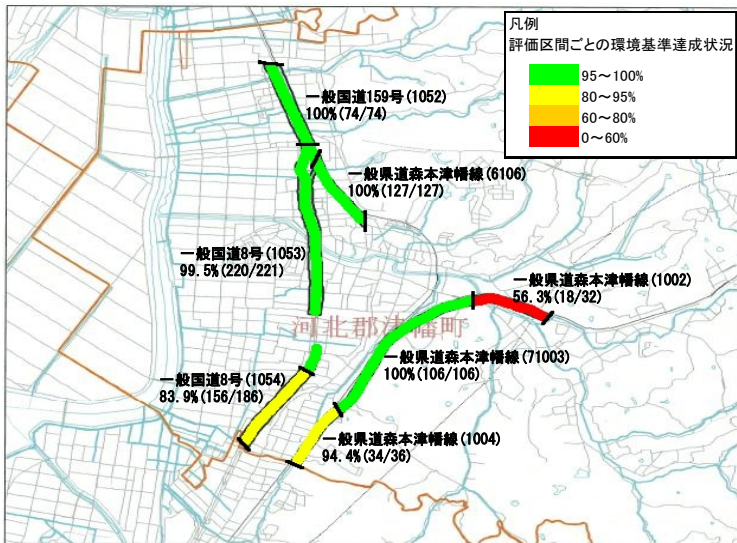 凡例
評価区間ごとの環境基準達成状況
95～100%
80～95%
60～80%
0～60%
一般国道159号(1052)
100%(74/74)
一般県道森本津幡線(6106)
100%(127/127)
一般国道8号(1053)
99.5%(220/221)
一般県道森本津幡線(1002)
56.3%(18/32)
河北郡津幡町
一般県道森本津幡線(71003)
100%(106/106)
一般国道8号(1054)
83.9%(156/186)
一般県道森本津幡線(1004)
94.4%(34/36)